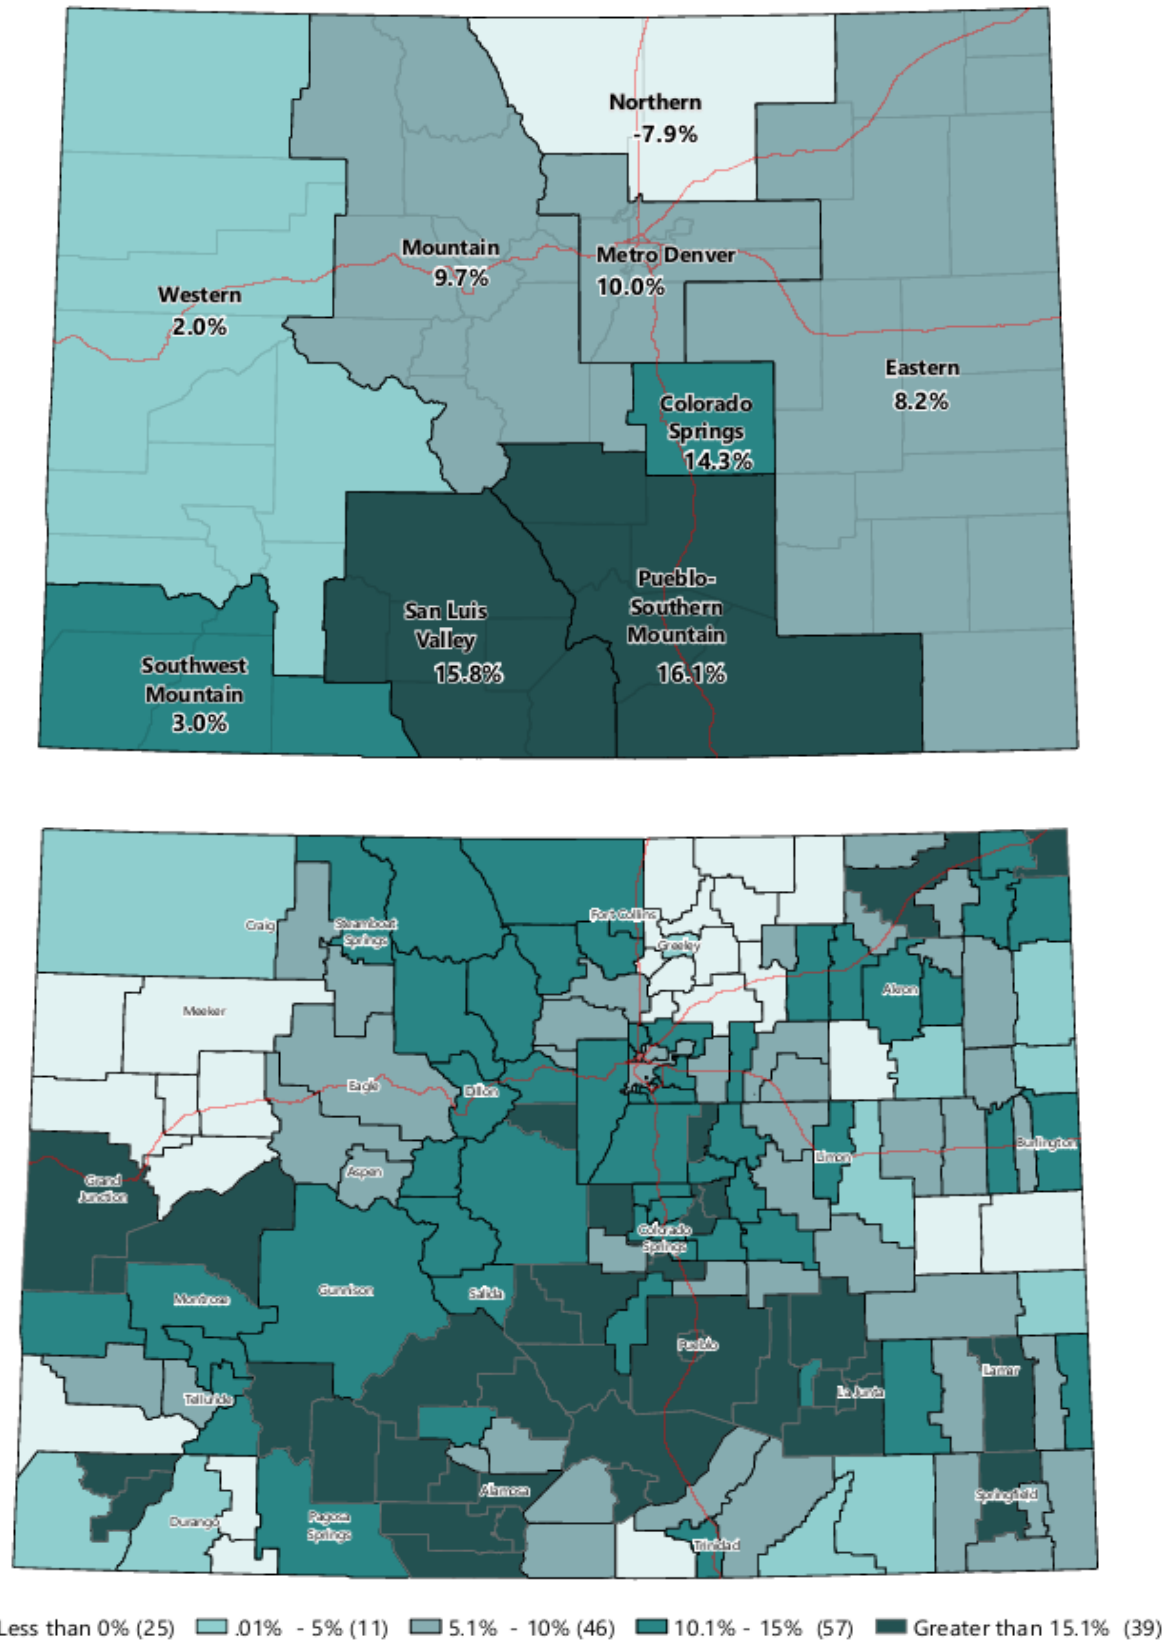 Northern
-7.9%
Mountain
9.7%
Metro Denver
10.0%
Western
2.0%
Eastern
8.2%
Colorado
Springs
14.3%
Pueblo-
Southern
Mountain
16.1%
San Luis
Valley
15.8%
Southwest
Mountain
3.0%
Fort Collins
Craig
Steamboat
Springs
Greeley
Akron
Meeker
Eagle
Dillon
Limon
Burlington
Aspen
Grand
Junction
Colorado
Springs
Gunnison
Salida
Montrose
Pueblo
Lamar
La Junta
Telluride
Alamosa
Springfield
Durango
Pagosa
Springs
Trinidad
Less than 0% (25) .01% - 5% (11) 5.1% - 10% (46) 10.1% - 15% (57) Greater than 15.1% (39)